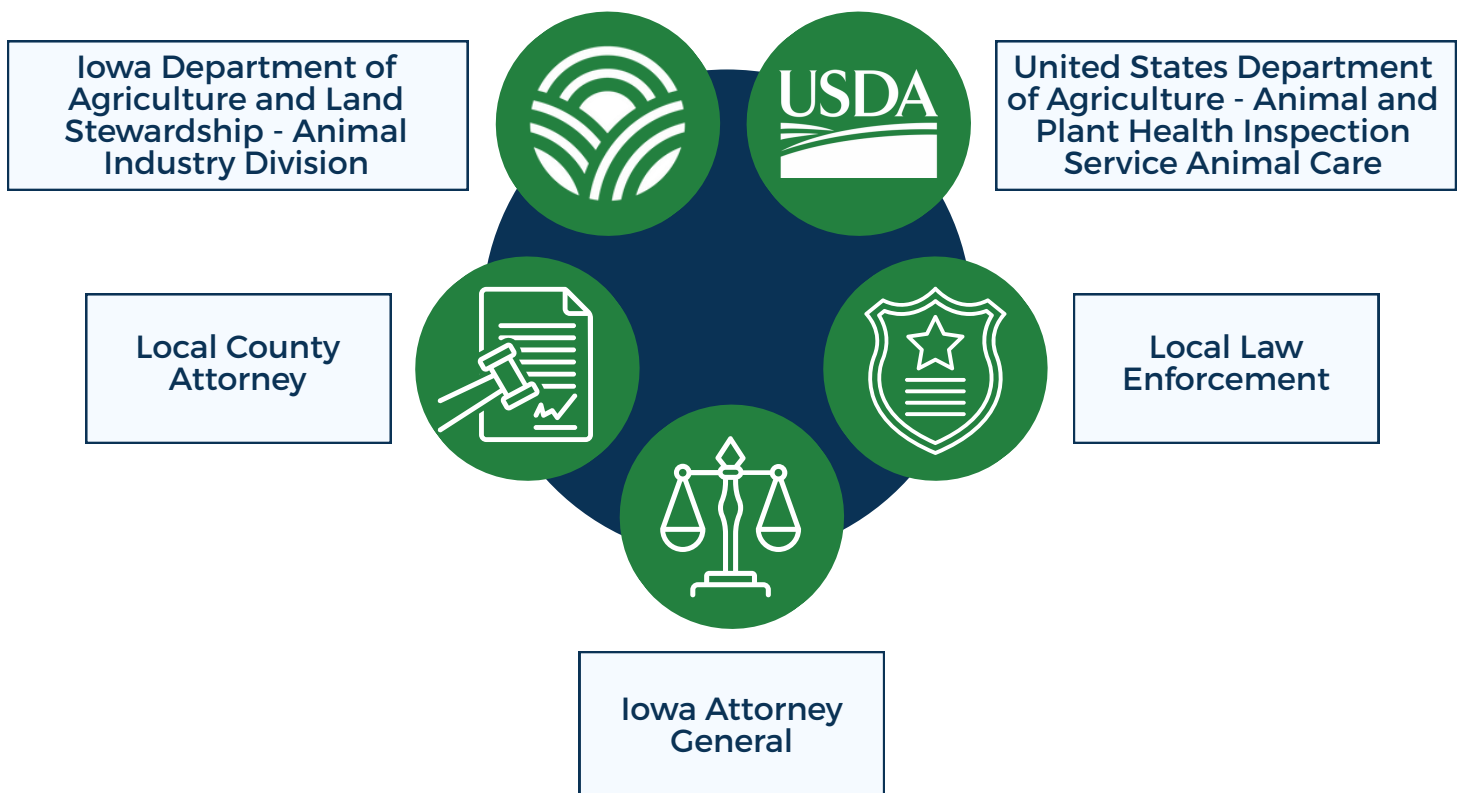 Iowa Department of
Agriculture and Land
Stewardship - Animal
Industry Division
USDA
United States Department
of Agriculture - Animal and
Plant Health Inspection
Service Animal Care
Local County
Attorney
Local Law
Enforcement
Iowa Attorney
General